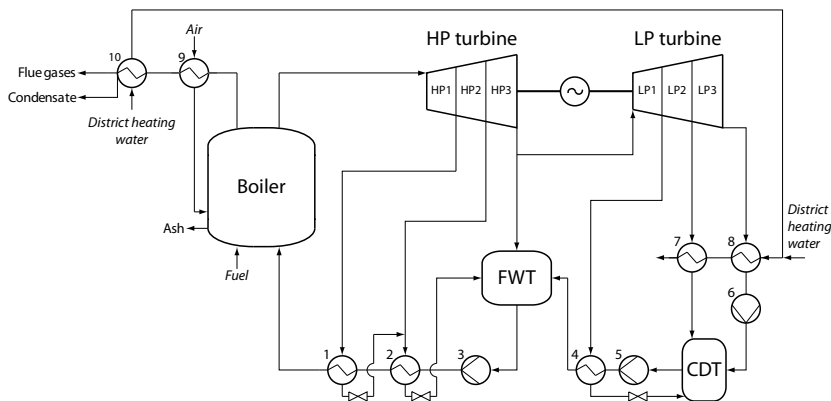 HP turbine
LP turbine
Air
10
9
Flue gases
Condensate
District heating
water
HP1
HP2
HP3
LP1
LP2
LP3
Boiler
Ash
Fuel
FWT
District
heating
water
7
8
6
1
2
3
4
5
CDT